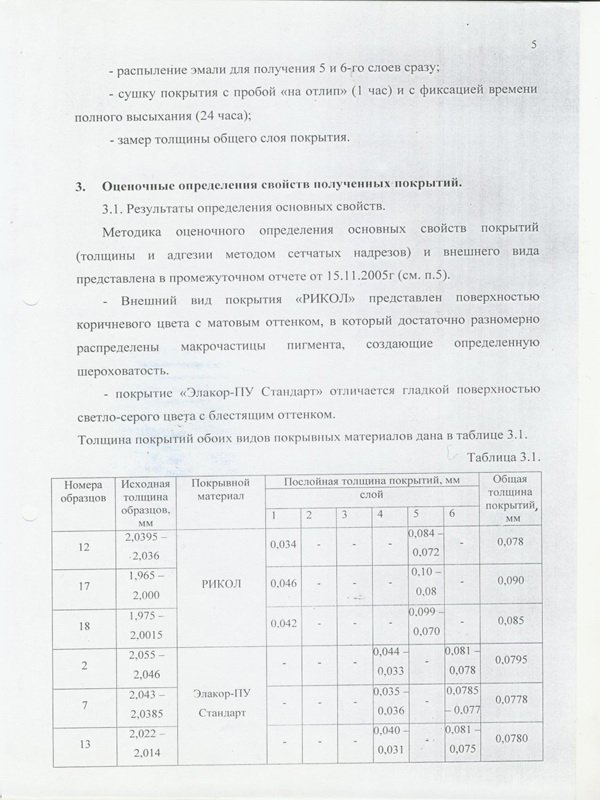 5
- распыление эмали для получения 5 и 6-го слоев сразу;
- сушку покрытия с пробой «на отлип» (1 час) и с фиксацией времени
полного высыхания (24 часа);
- замер толщины общего слоя покрытия.
3. Оценочные определения свойств полученных покрытий.
3.1. Результаты определения основных свойств.
Методика оценочного определения основных свойств покрытий
(толщины и адгезии методом сетчатых надрезов) и внешнего вида
представлена в промежуточном отчете от 15.11.2005г (см. п.5).
- Внешний вид покрытия «РИКОЛ» представлен поверхностью
коричневого цвета с матовым оттенком, в который достаточно разномерно
распределены макрочастицы пигмента, создающие определенную
шероховатость.
- покрытие «Элакор-ПУ Стандарт» отличается гладкой поверхностью
светло-серого цвета с блестящим оттенком.
Толщина покрытий обоих видов покрывных материалов дана в таблице 3.1.
Таблица 3.1.
Номера образцов Исходная толщина образцов, мм Покрывной материал Послойная толщина покрытий, мм Общая толщина покрытий, мм
слой
1 2 3 4 5 6
12 2,0395 – 2,036 РИКОЛ 0,034 - - - 0,084 – 0,072 - 0,078
17 1,965 – 2,000 0,046 - - - 0,10 – 0,08 - 0,090
18 1,975 – 2,0015 0,042 - - - 0,099 – 0,070 - 0,085
2 2,055 – 2,046 Элакор-ПУ Стандарт - - - 0,044 – 0,033 - 0,081 – 0,078 0,0795
7 2,043 – 2,0385 - - - 0,035 – 0,036 - 0,0785 – 0,077 0,0778
13 2,022 – 2,014 - - - 0,040 – 0,031 - 0,081 – 0,075 0,0780